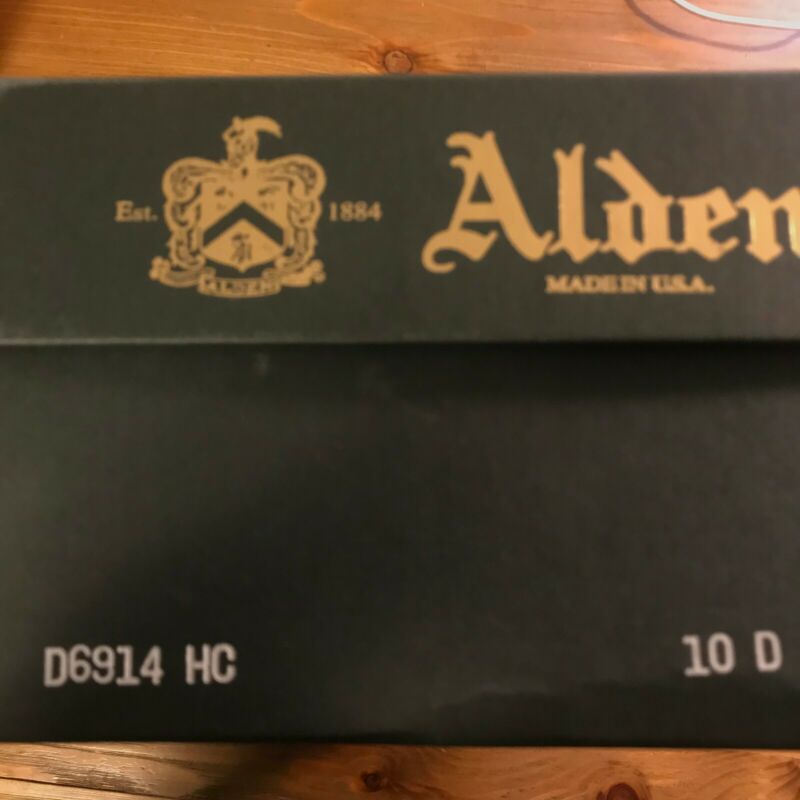 Est. 1884
ALDEN
Alden
MADE IN U.S.A.
D6914 HC
10 D